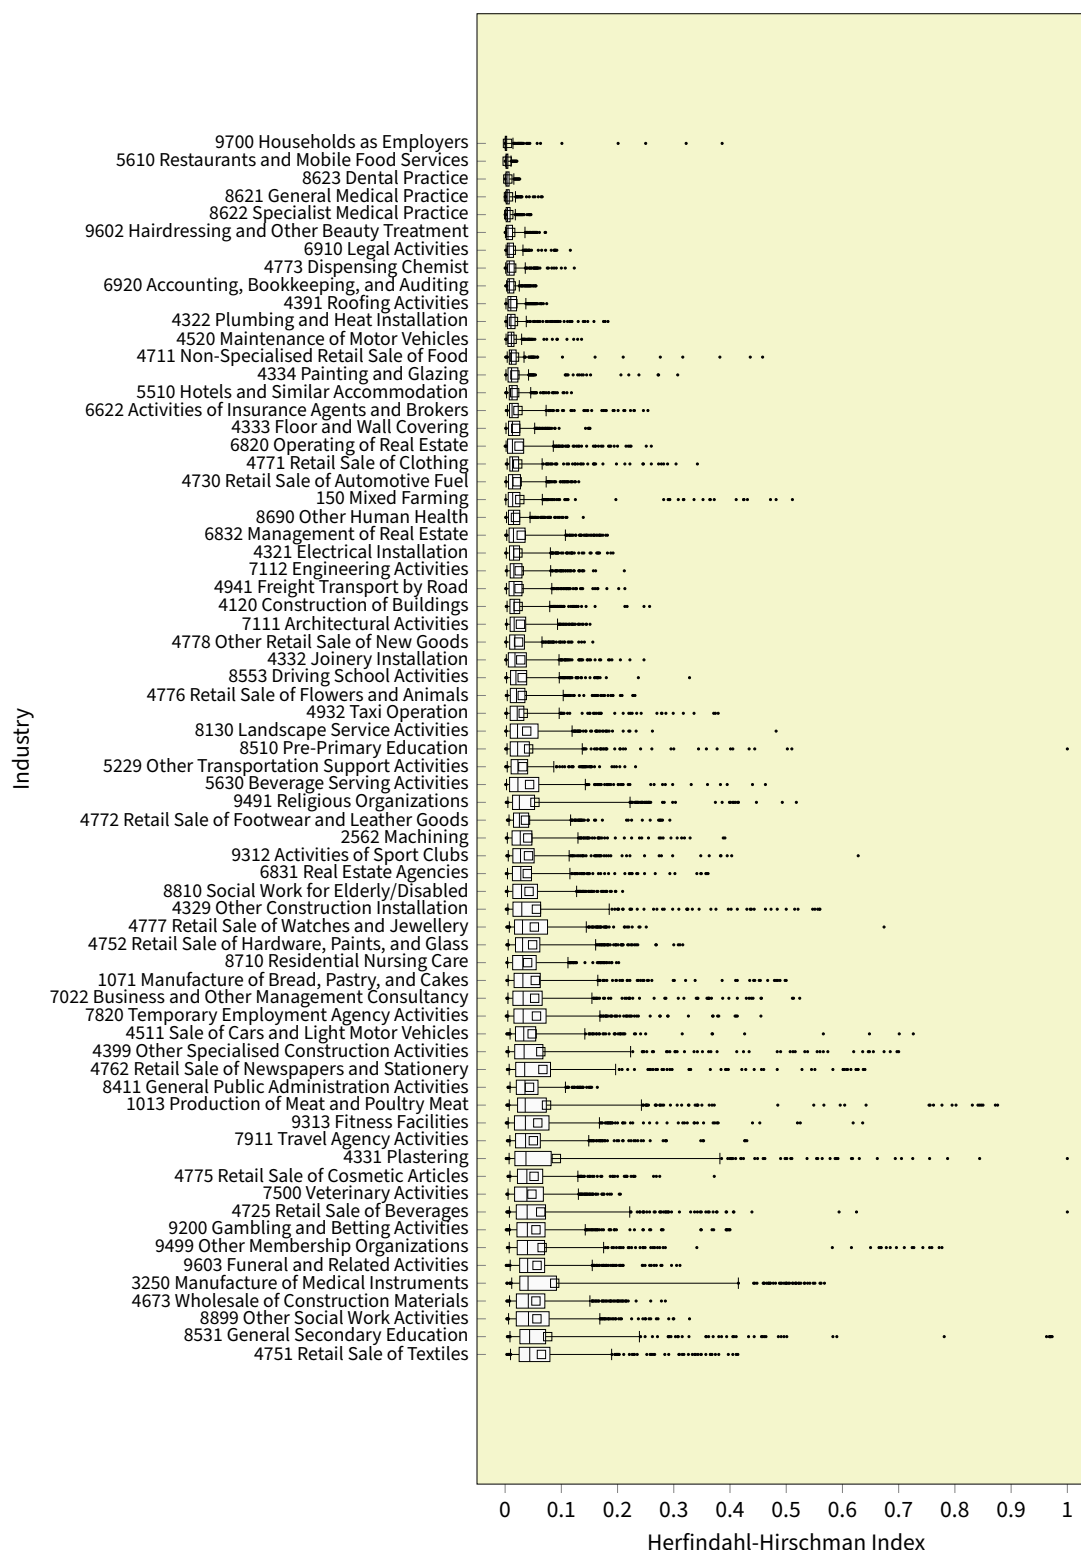 9700 Households as Employers
5610 Restaurants and Mobile Food Services
8623 Dental Practice
8621 General Medical Practice
8622 Specialist Medical Practice
9602 Hairdressing and Other Beauty Treatment
6910 Legal Activities
4773 Dispensing Chemist
6920 Accounting, Bookkeeping, and Auditing
4391 Roofing Activities
4322 Plumbing and Heat Installation
4520 Maintenance of Motor Vehicles
4711 Non-Specialised Retail Sale of Food
4334 Painting and Glazing
5510 Hotels and Similar Accommodation
6622 Activities of Insurance Agents and Brokers
4333 Floor and Wall Covering
6820 Operating of Real Estate
4771 Retail Sale of Clothing
4730 Retail Sale of Automotive Fuel
150 Mixed Farming
8690 Other Human Health
6832 Management of Real Estate
4321 Electrical Installation
7112 Engineering Activities
4941 Freight Transport by Road
4120 Construction of Buildings
7111 Architectural Activities
4778 Other Retail Sale of New Goods
4332 Joinery Installation
8553 Driving School Activities
4776 Retail Sale of Flowers and Animals
4932 Taxi Operation
8130 Landscape Service Activities
8510 Pre-Primary Education
5229 Other Transportation Support Activities
5630 Beverage Serving Activities
9491 Religious Organizations
4772 Retail Sale of Footwear and Leather Goods
2562 Machining
9312 Activities of Sport Clubs
6831 Real Estate Agencies
8810 Social Work for Elderly/Disabled
4329 Other Construction Installation
4777 Retail Sale of Watches and Jewellery
4752 Retail Sale of Hardware, Paints, and Glass
8710 Residential Nursing Care
1071 Manufacture of Bread, Pastry, and Cakes
7022 Business and Other Management Consultancy
7820 Temporary Employment Agency Activities
4511 Sale of Cars and Light Motor Vehicles
4399 Other Specialised Construction Activities
4762 Retail Sale of Newspapers and Stationery
8411 General Public Administration Activities
1013 Production of Meat and Poultry Meat
9313 Fitness Facilities
7911 Travel Agency Activities
4331 Plastering
4775 Retail Sale of Cosmetic Articles
7500 Veterinary Activities
4725 Retail Sale of Beverages
9200 Gambling and Betting Activities
9499 Other Membership Organizations
9603 Funeral and Related Activities
3250 Manufacture of Medical Instruments
4673 Wholesale of Construction Materials
8899 Other Social Work Activities
8531 General Secondary Education
4751 Retail Sale of Textiles
Industry
0 0.1 0.2 0.3 0.4 0.5 0.6 0.7 0.8 0.9 1
Herfindahl-Hirschman Index